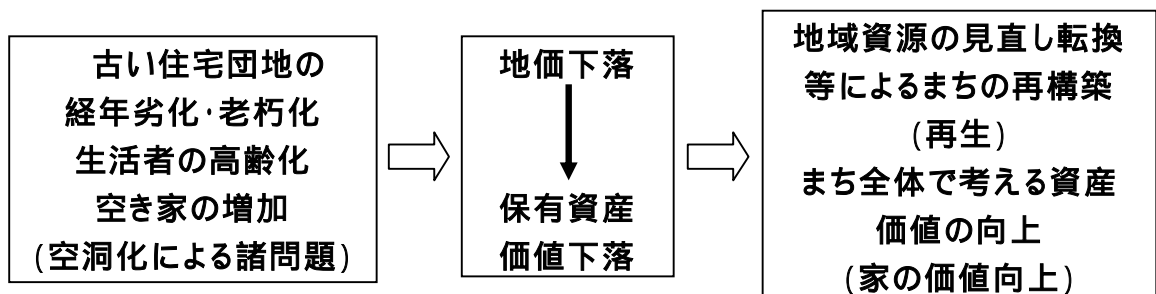 古い住宅団地の
経年劣化・老朽化
生活者の高齢化
空き家の増加
(空洞化による諸問題)
地価下落
保有資産
価値下落
地域資源の見直し転換
等によるまちの再構築
(再生)
まち全体で考える資産
価値の向上
(家の価値向上)